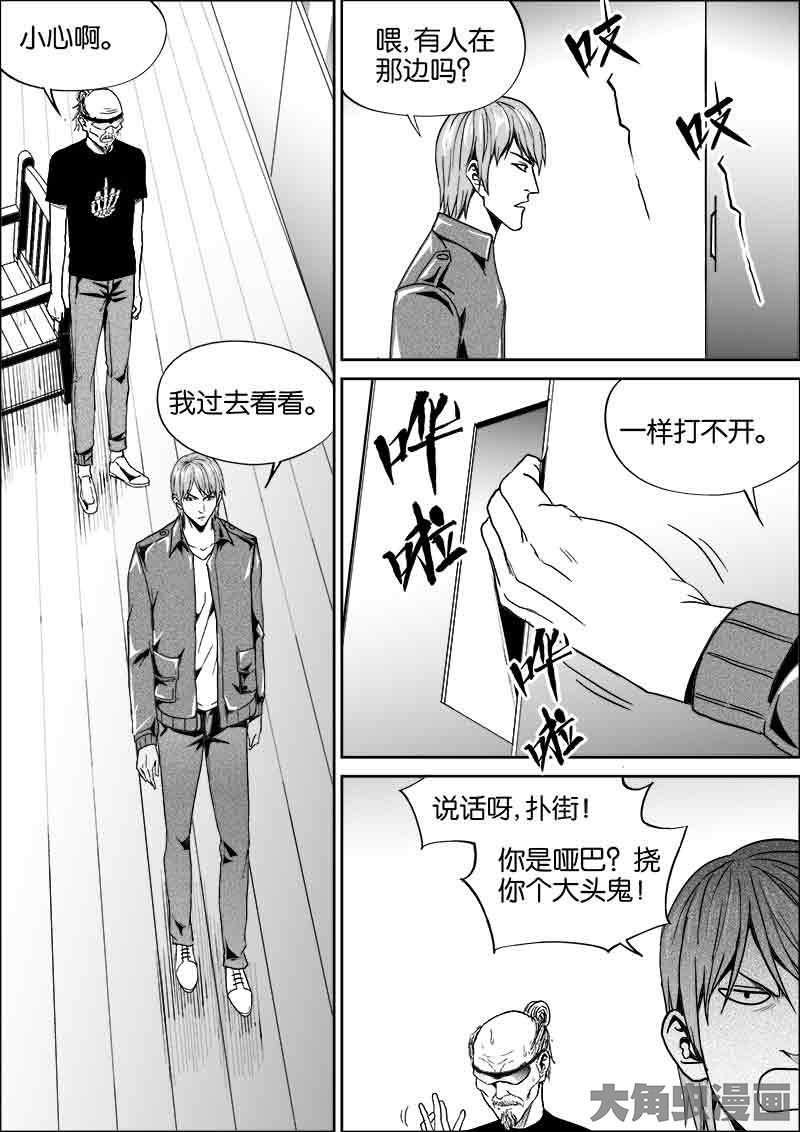 小心啊。
我过去看看。
喂,有人在
那边吗?
吱
吱
一样打不开。
哗
啦
哗
啦
说话呀,扑街!
你是哑巴?挠
你个大头鬼!
大角虫漫画